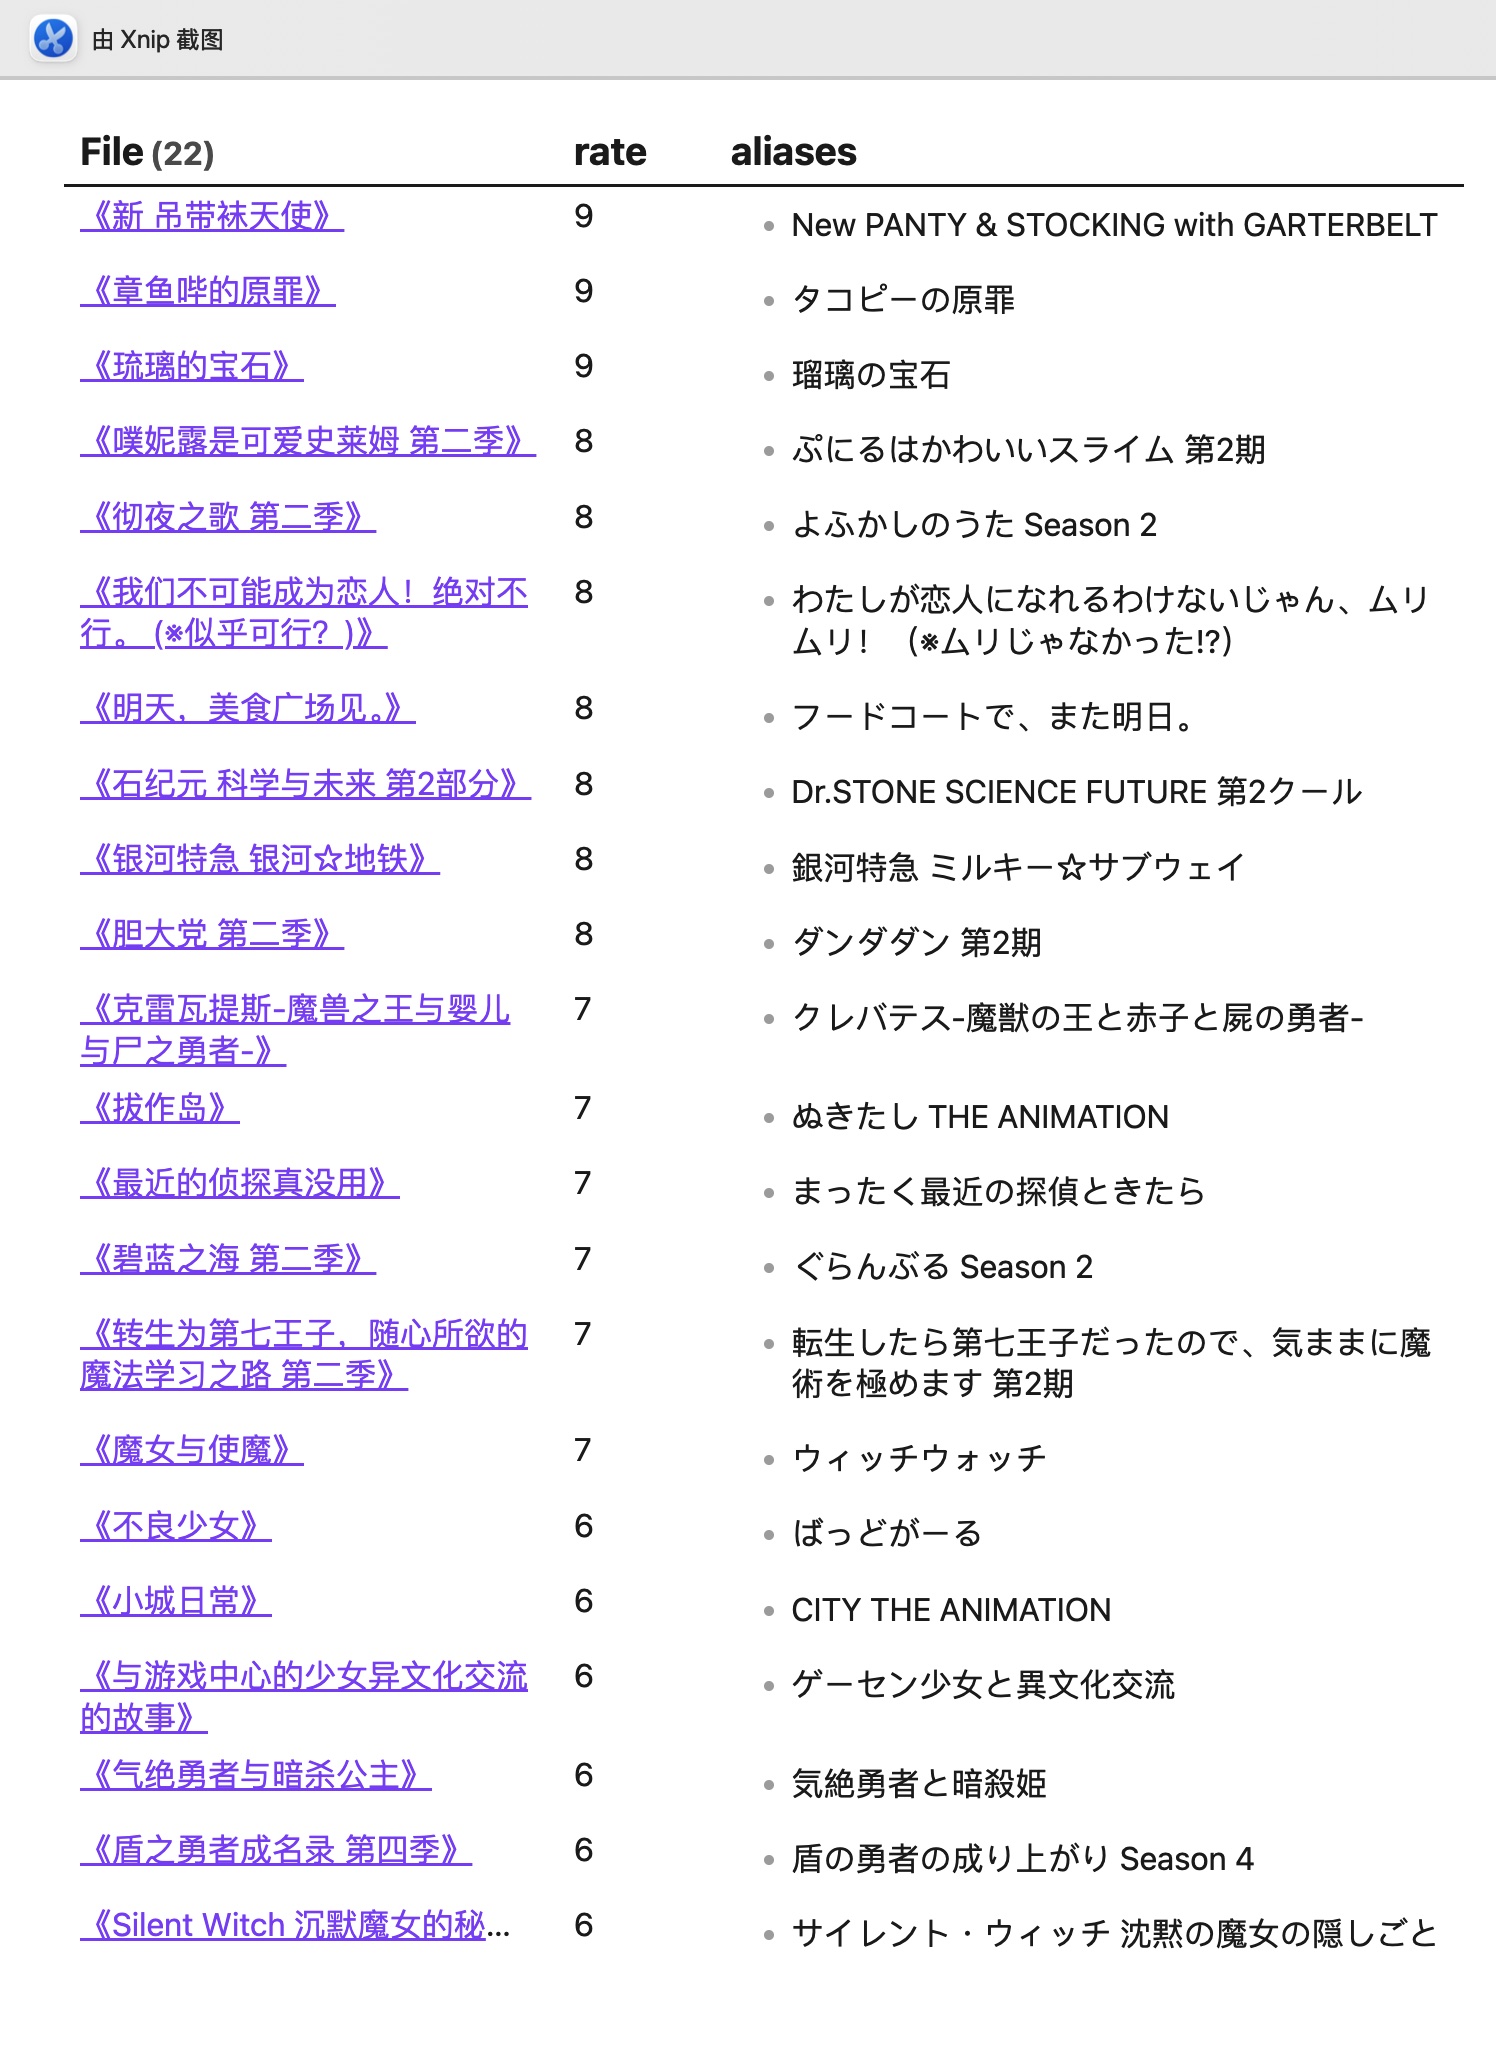 由 Xnip 截图
File (22) rate aliases
《新 吊带袜天使》 9 • New PANTY & STOCKING with GARTERBELT
《章鱼哔的原罪》 9 • タコピーの原罪
《琉璃的宝石》 9 • 瑠璃の宝石
《噗妮露是可爱史莱姆 第二季》 8 • ぷにるはかわいいスライム 第2期
《彻夜之歌 第二季》 8 • よふかしのうた Season 2
《我们不可能成为恋人！绝对不 8 • わたしが恋人になれるわけないじゃん、ムリ
行。 (※似乎可行？)》 ムリ！ （※ムリじゃなかった!?）
《明天，美食广场见。》 8 • フードコートで、また明日。
《石纪元 科学与未来 第2部分》 8 • Dr.STONE SCIENCE FUTURE 第2クール
《银河特急 银河☆地铁》 8 • 銀河特急 ミルキー☆サブウェイ
《胆大党 第二季》 8 • ダンダダン 第2期
《克雷瓦提斯-魔兽之王与婴儿 7 • クレバテス-魔獣の王と赤子と屍の勇者-
与尸之勇者-》
《拔作岛》 7 • ぬきたし THE ANIMATION
《最近的侦探真没用》 7 • まったく最近の探偵ときたら
《碧蓝之海 第二季》 7 • ぐらんぶる Season 2
《转生为第七王子，随心所欲的 7 • 転生したら第七王子だったので、気ままに魔
魔法学习之路 第二季》 術を極めます 第2期
《魔女与使魔》 7 • ウィッチウォッチ
《不良少女》 6 • ばっどがーる
《小城日常》 6 • CITY THE ANIMATION
《与游戏中心的少女异文化交流 6 • ゲーセン少女と異文化交流
的故事》
《气绝勇者与暗杀公主》 6 • 気絶勇者と暗殺姫
《盾之勇者成名录 第四季》 6 • 盾の勇者の成り上がり Season 4
《Silent Witch 沉默魔女的秘... 6 • サイレント・ウィッチ 沈黙の魔女の隠しごと